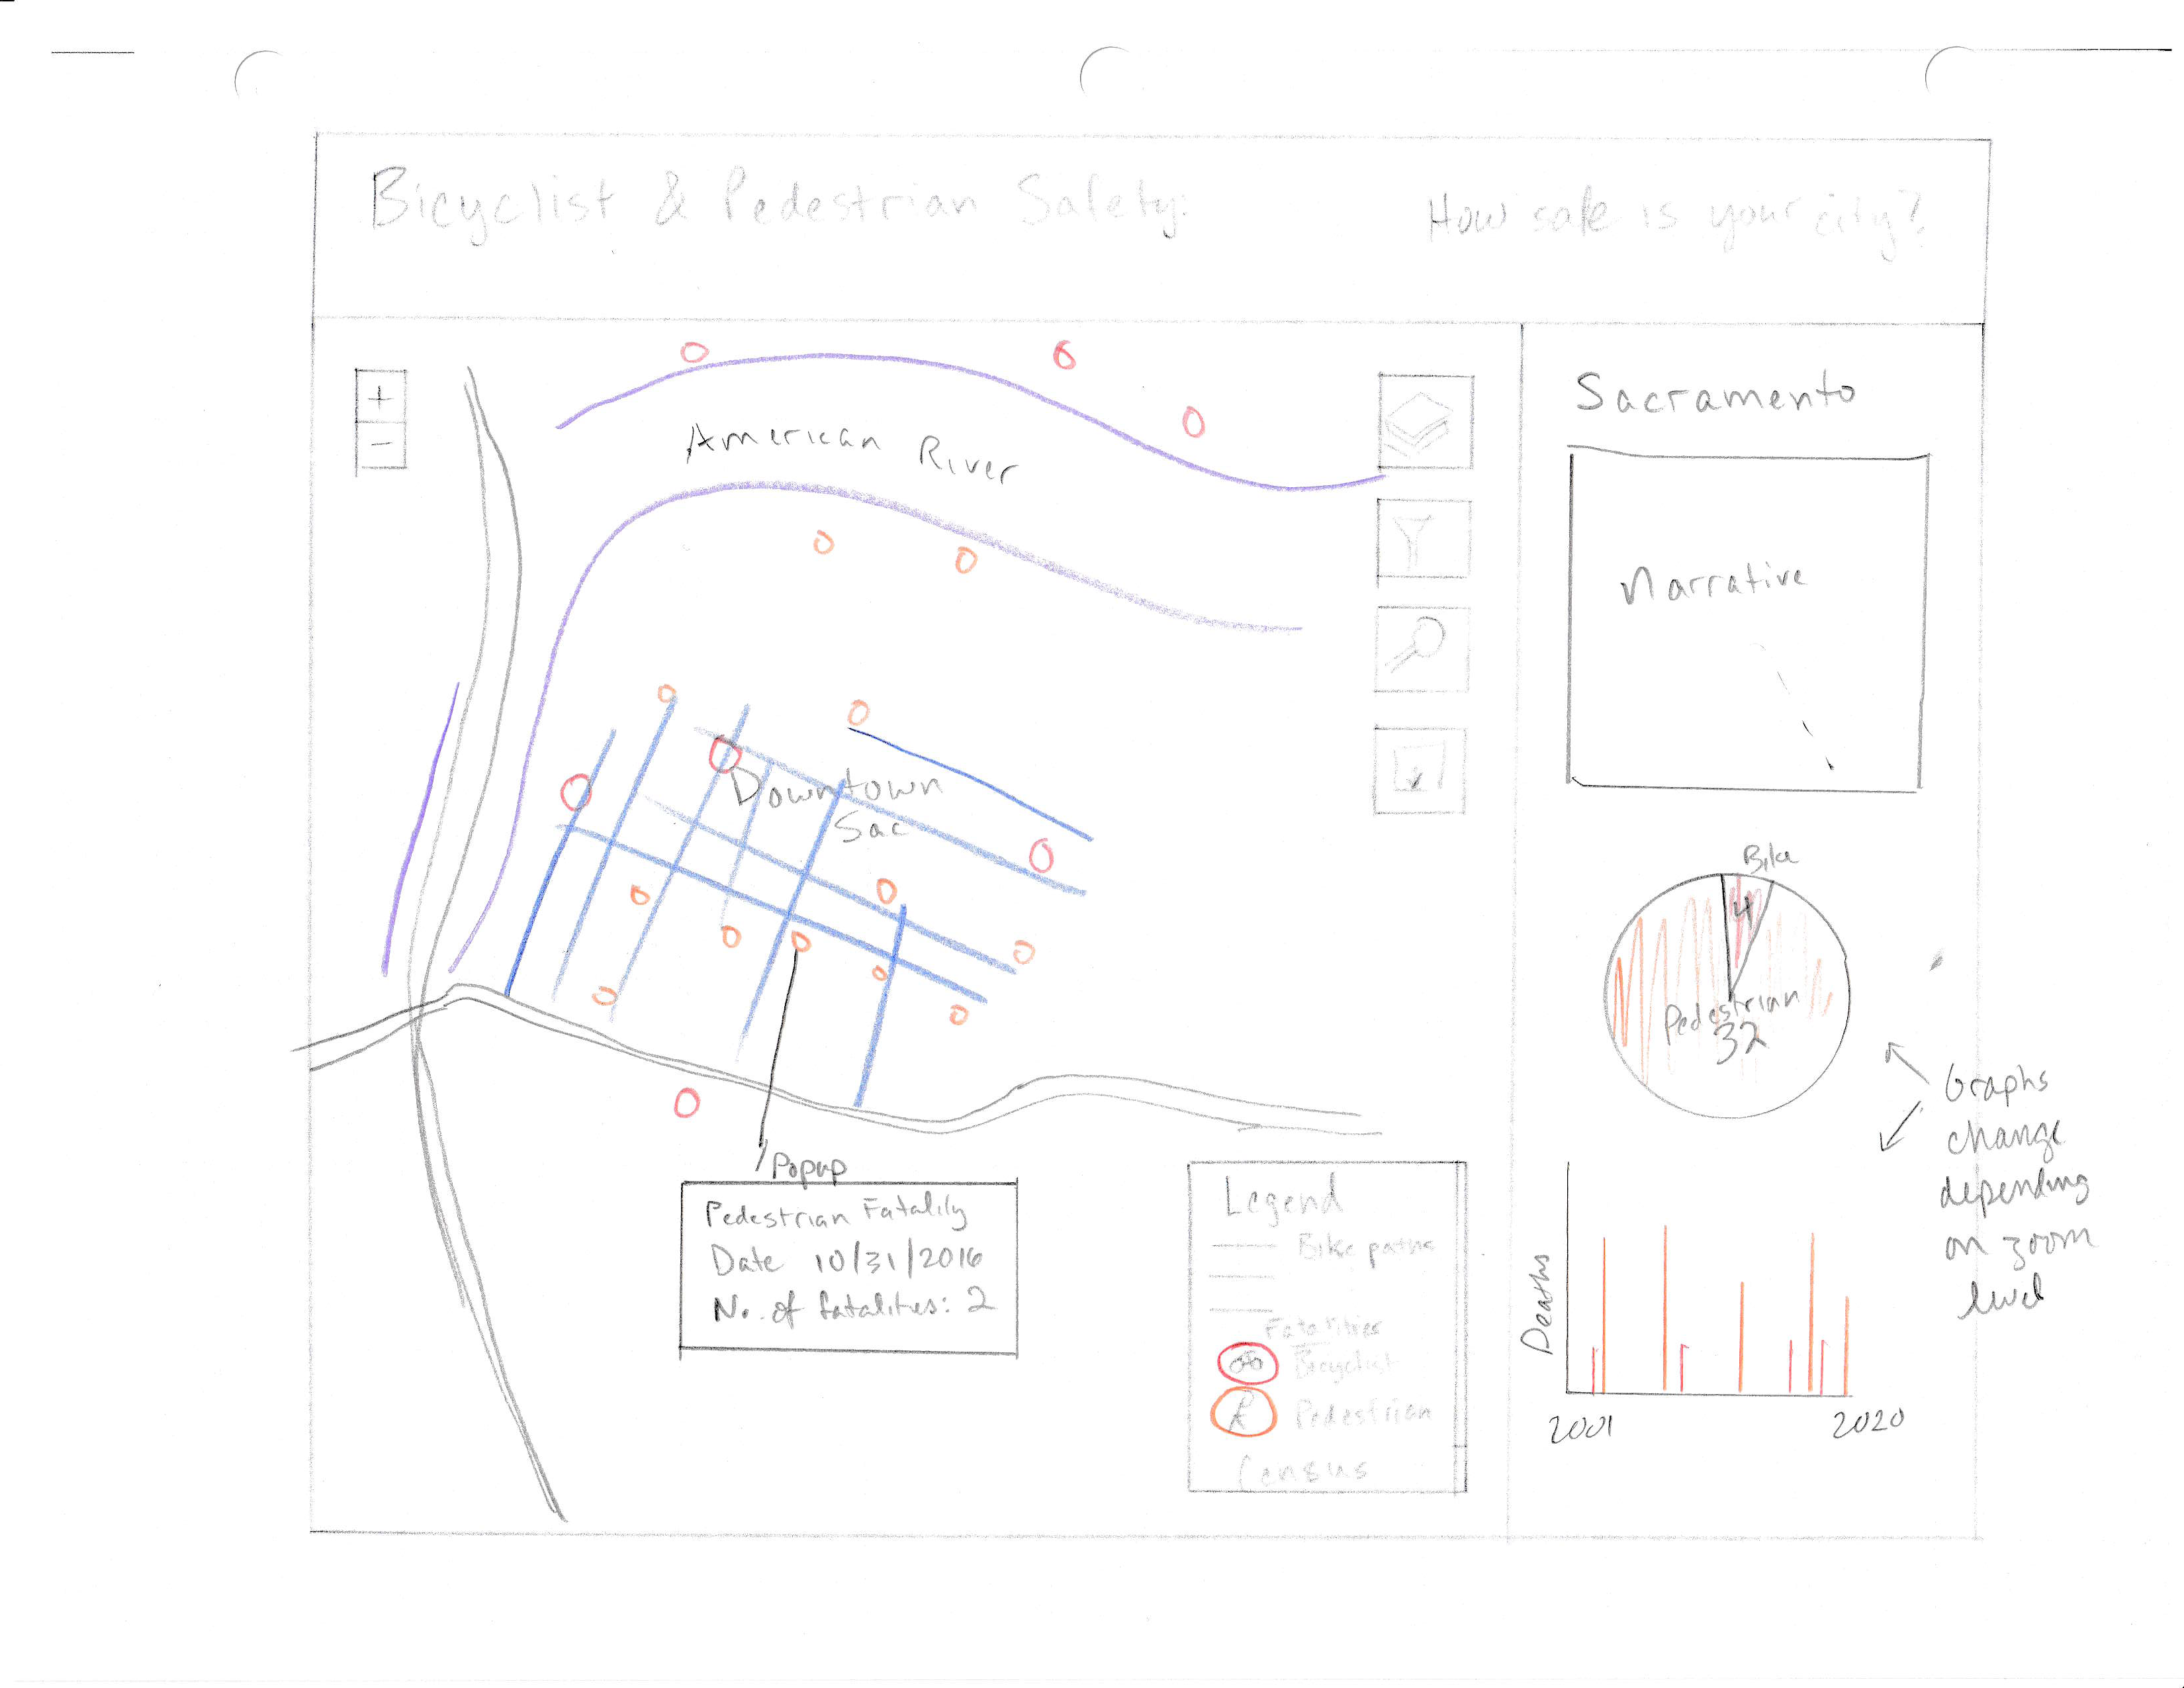 Bicyclist & Pedestrian Safety:
How safe is your city?
+
-
American River
Downtown
Sac
Popup
Pedestrian Fatality
Date 10/31/2016
No. of fatalities: 2
Legend
Bike paths
Fatalities
Bicyclist
Pedestrian
Census
Sacramento
Narrative
Bike
4
Pedestrian
32
Graphs
change
depending
on zoom
level
Deaths
2001
2020